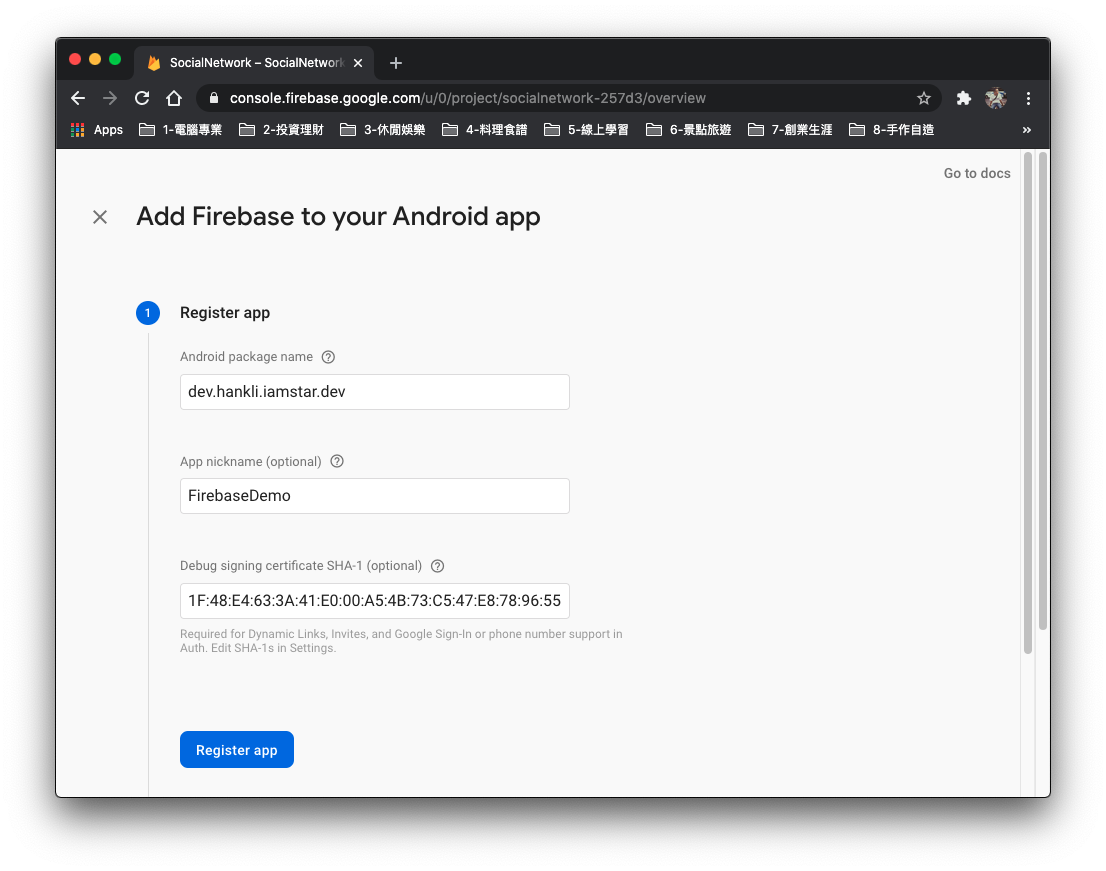 SocialNetwork – SocialNetwork
console.firebase.google.com/u/0/project/socialnetwork-257d3/overview
Apps 1-電腦專業 2-投資理財 3-休閒娛樂 4-料理食譜 5-線上學習 6-景點旅遊 7-創業生涯 8-手作自造 »
Go to docs
Add Firebase to your Android app
1 Register app
Android package name
dev.hankli.iamstar.dev
App nickname (optional)
FirebaseDemo
Debug signing certificate SHA-1 (optional)
1F:48:E4:63:3A:41:E0:00:A5:4B:73:C5:47:E8:78:96:55
Required for Dynamic Links, Invites, and Google Sign-In or phone number support in
Auth. Edit SHA-1s in Settings.
Register app